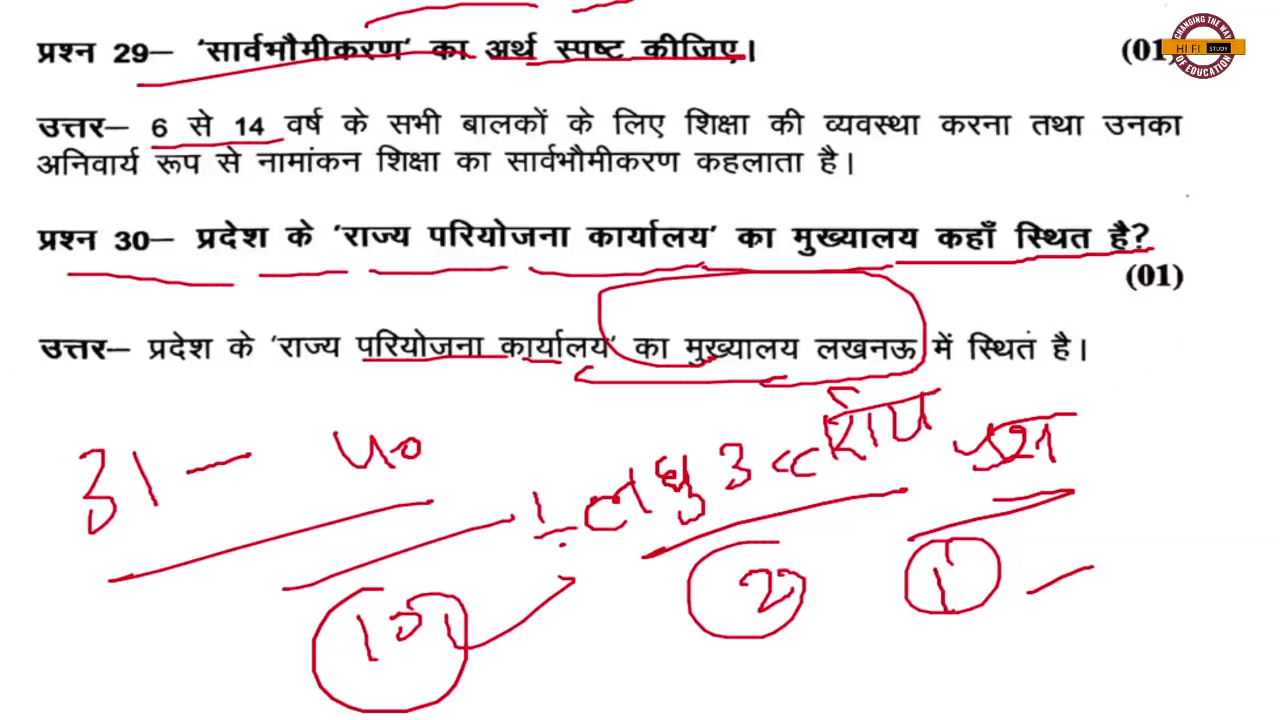 CHANGING THE WAY
HI FI STUDY
OF EDUCATION
प्रश्न 29– 'सार्वभौमीकरण' का अर्थ स्पष्ट कीजिए। (01)
उत्तर– 6 से 14 वर्ष के सभी बालकों के लिए शिक्षा की व्यवस्था करना तथा उनका
अनिवार्य रूप से नामांकन शिक्षा का सार्वभौमीकरण कहलाता है।
प्रश्न 30– प्रदेश के 'राज्य परियोजना कार्यालय' का मुख्यालय कहाँ स्थित है?
(01)
उत्तर– प्रदेश के 'राज्य परियोजना कार्यालय' का मुख्यालय लखनऊ में स्थित है।
31 – लघु
1